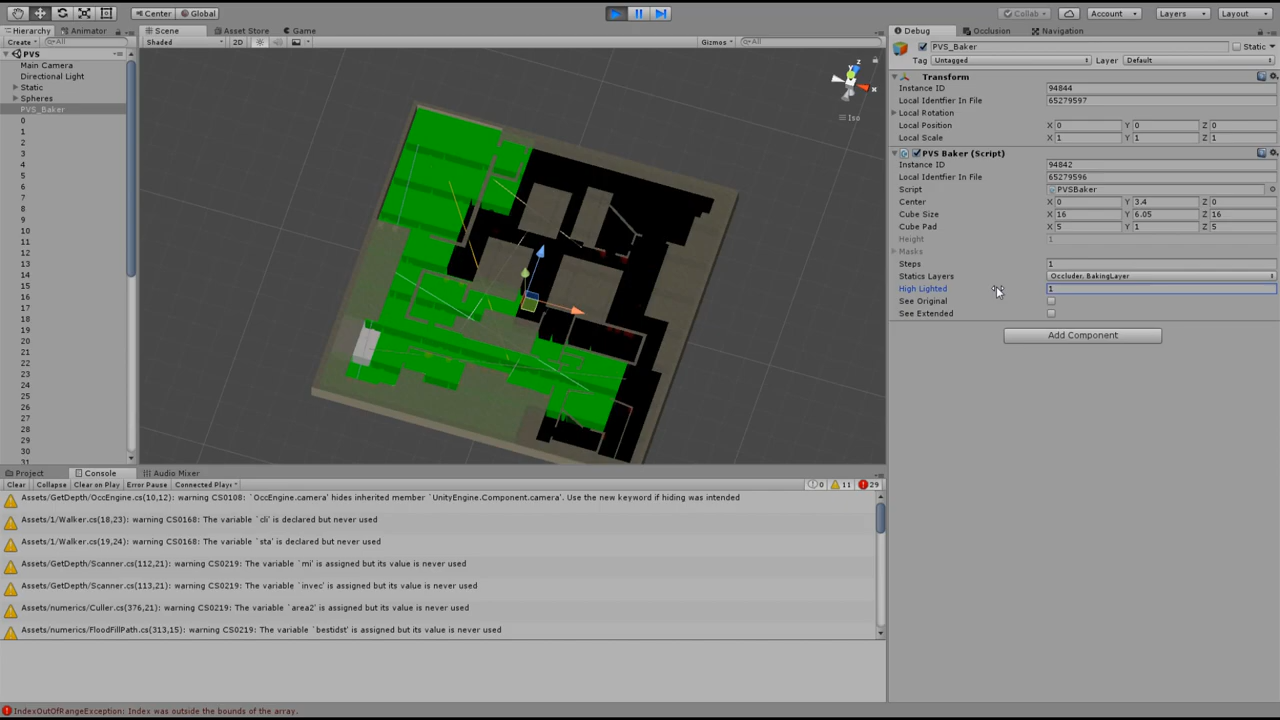 Center Global Collab Account Layers Layout
Hierarchy Animator Scene Asset Store Game Debug Occlusion Navigation
Create All Shaded 2D Gizmos All PVS_Baker Static
PVS
Main Camera
Directional Light
Static
Spheres
PVS_Baker
0
1
2
3
4
5
6
7
8
9
10
11
12
13
14
15
16
17
18
19
20
21
22
23
24
25
26
27
28
29
30
31
y
z
x
Iso
Tag Untagged Layer Default
Transform
Instance ID 94844
Local Identfier In File 65279597
Local Rotation
Local Position X 0 Y 0 Z 0
Local Scale X 1 Y 1 Z 1
PVS Baker (Script)
Instance ID 94842
Local Identfier In File 65279596
Script PVSBaker
Center X 0 Y 3.4 Z 0
Cube Size X 16 Y 6.05 Z 16
Cube Pad X 5 Y 1 Z 5
Height 1
Masks
Steps 1
Statics Layers Occluder, BakingLayer
High Lighted 1
See Original
See Extended
Add Component
Project Console Audio Mixer
Clear Collapse Clear on Play Error Pause Connected Player 0 11 29
Assets/GetDepth/OccEngine.cs(10,12): warning CS0108: `OccEngine.camera' hides inherited member `UnityEngine.Component.camera'. Use the new keyword if hiding was intended
Assets/1/Walker.cs(18,23): warning CS0168: The variable `cli' is declared but never used
Assets/1/Walker.cs(19,24): warning CS0168: The variable `sta' is declared but never used
Assets/GetDepth/Scanner.cs(112,21): warning CS0219: The variable `mi' is assigned but its value is never used
Assets/GetDepth/Scanner.cs(113,21): warning CS0219: The variable `invec' is assigned but its value is never used
Assets/numerics/Culler.cs(376,21): warning CS0219: The variable `area2' is assigned but its value is never used
Assets/numerics/FloodFillPath.cs(313,15): warning CS0219: The variable `bestidst' is assigned but its value is never used
IndexOutOfRangeException: Index was outside the bounds of the array.